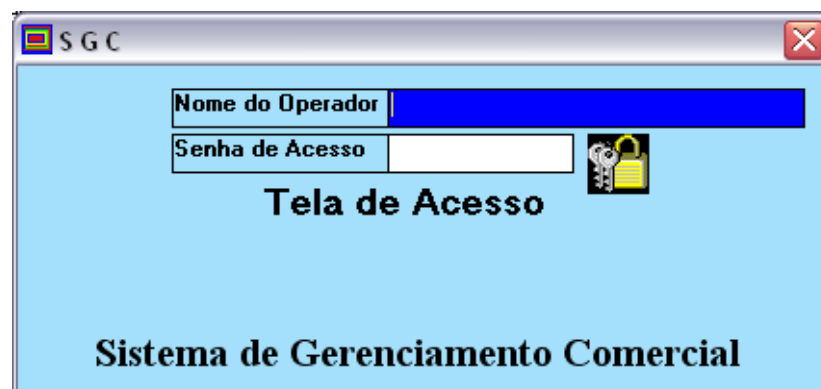 S G C
Nome do Operador
Senha de Acesso
Tela de Acesso
Sistema de Gerenciamento Comercial